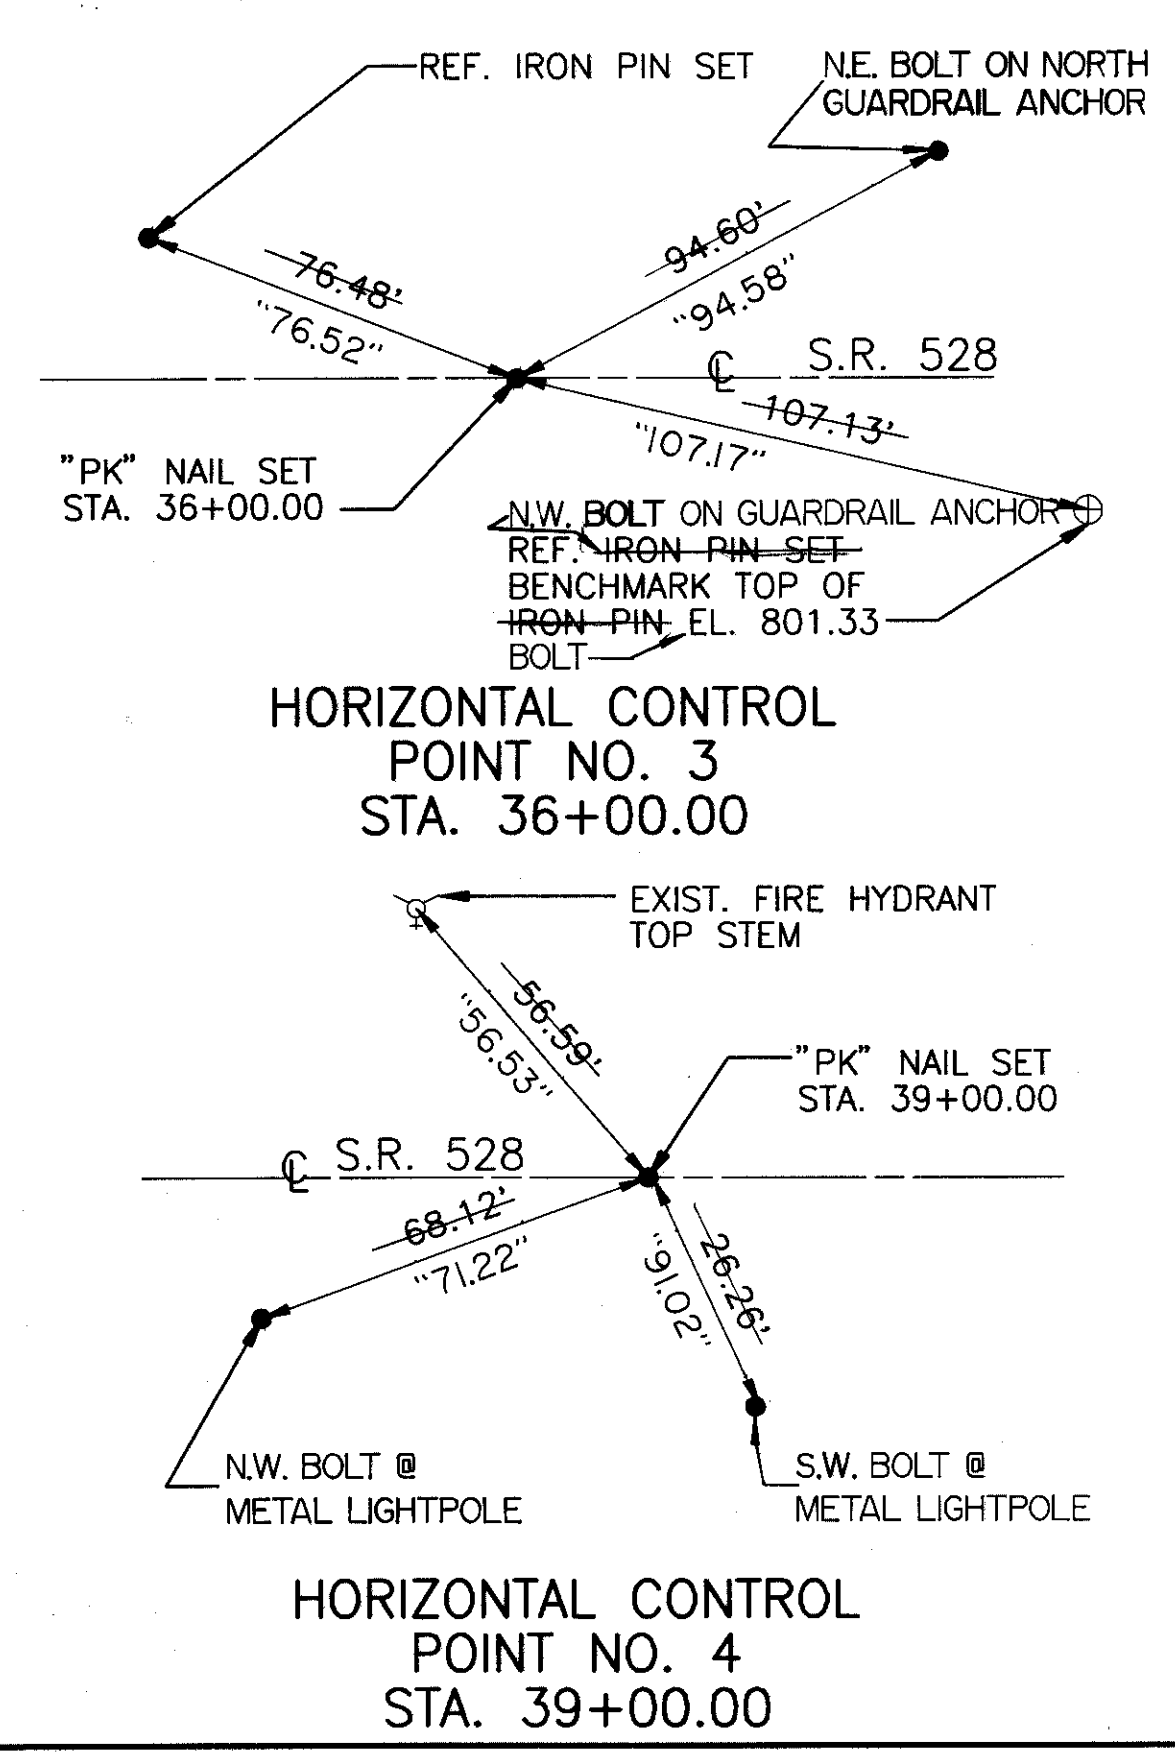 REF. IRON PIN SET
N.E. BOLT ON NORTH
GUARDRAIL ANCHOR
76.48'
"76.52"
94.60'
"94.58"
℄ S.R. 528
107.13'
"107.17"
"PK" NAIL SET
STA. 36+00.00
N.W. BOLT ON GUARDRAIL ANCHOR
REF. IRON PIN SET
BENCHMARK TOP OF
IRON PIN EL. 801.33
BOLT
HORIZONTAL CONTROL
POINT NO. 3
STA. 36+00.00
EXIST. FIRE HYDRANT
TOP STEM
56.59'
"56.53"
"PK" NAIL SET
STA. 39+00.00
℄ S.R. 528
68.12'
"71.22"
26.26'
"91.02"
N.W. BOLT @
METAL LIGHTPOLE
S.W. BOLT @
METAL LIGHTPOLE
HORIZONTAL CONTROL
POINT NO. 4
STA. 39+00.00